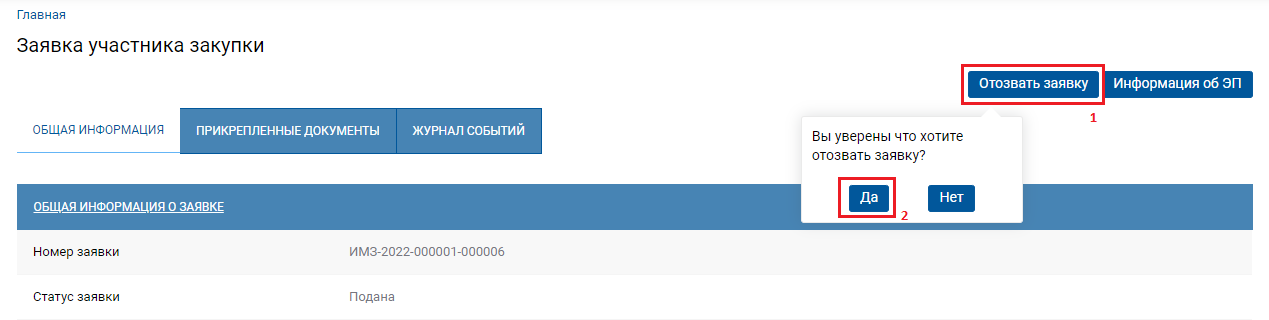 Главная
Заявка участника закупки
Отозвать заявку Информация об ЭП
1
ОБЩАЯ ИНФОРМАЦИЯ ПРИКРЕПЛЕННЫЕ ДОКУМЕНТЫ ЖУРНАЛ СОБЫТИЙ
Вы уверены что хотите
отозвать заявку?
Да Нет
2
ОБЩАЯ ИНФОРМАЦИЯ О ЗАЯВКЕ
Номер заявки ИМЗ-2022-000001-000006
Статус заявки Подана